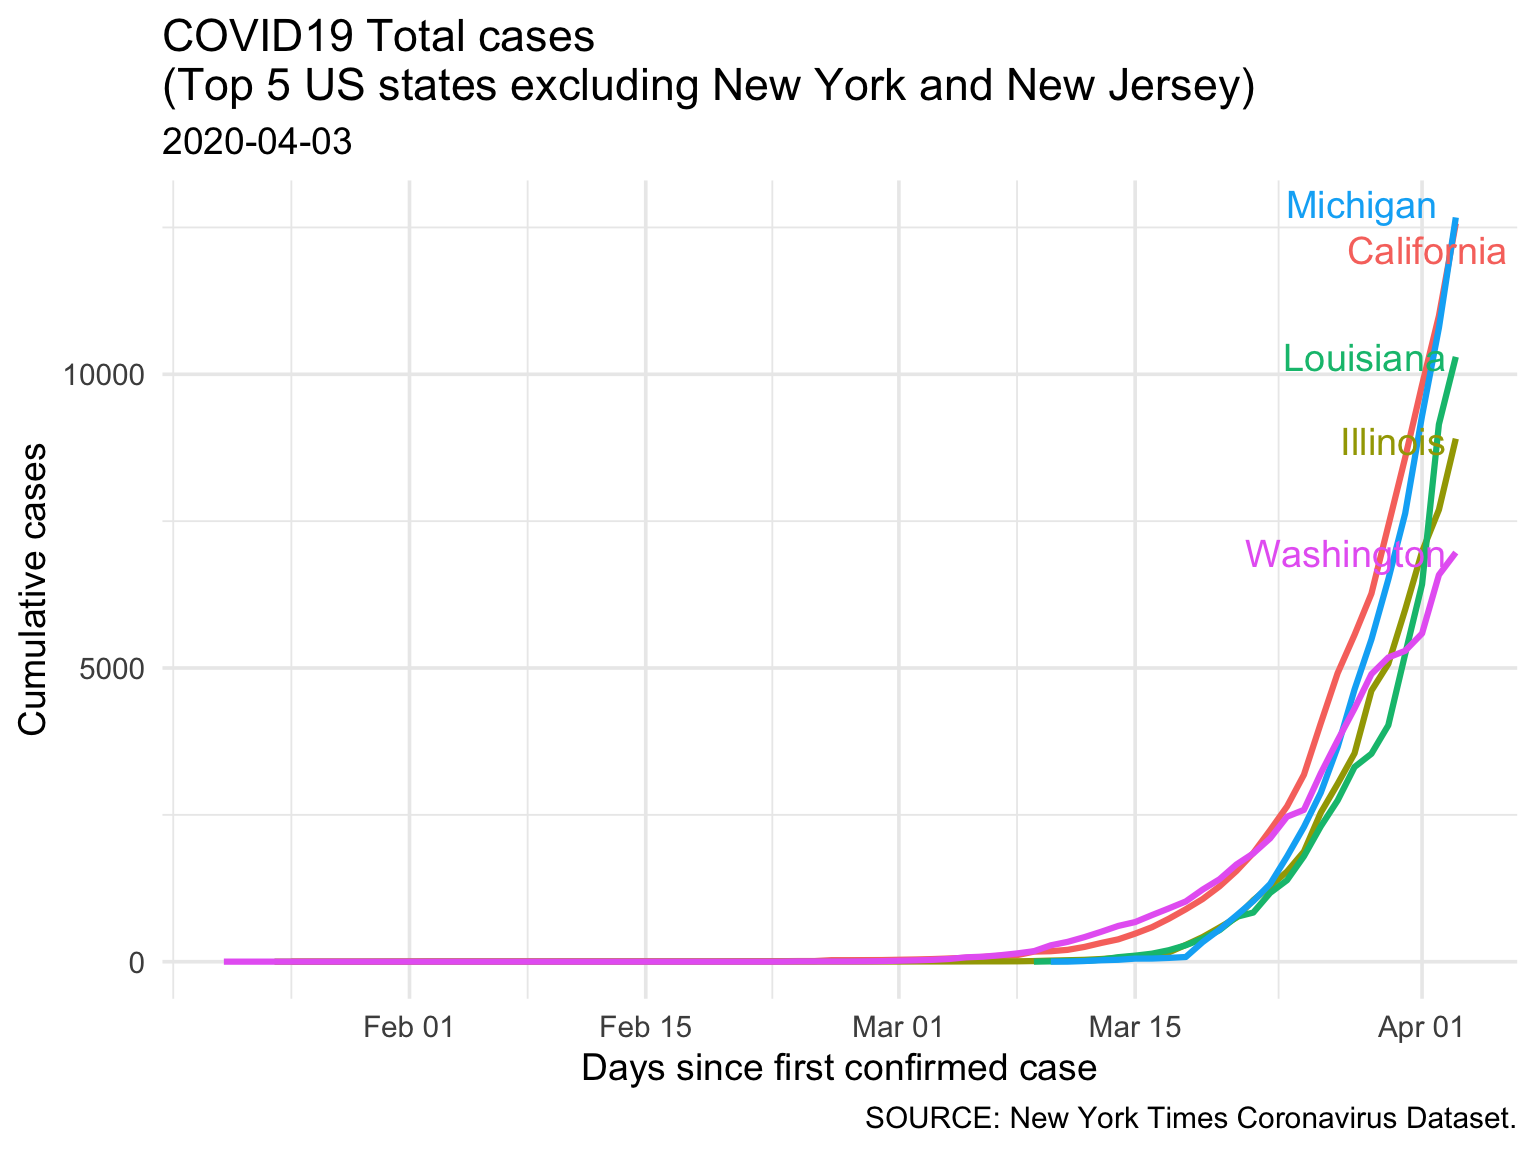 COVID19 Total cases
(Top 5 US states excluding New York and New Jersey)
2020-04-03
Michigan
California
Louisiana
Illinois
Washington
10000
5000
0
Cumulative cases
Feb 01
Feb 15
Mar 01
Mar 15
Apr 01
Days since first confirmed case
SOURCE: New York Times Coronavirus Dataset.